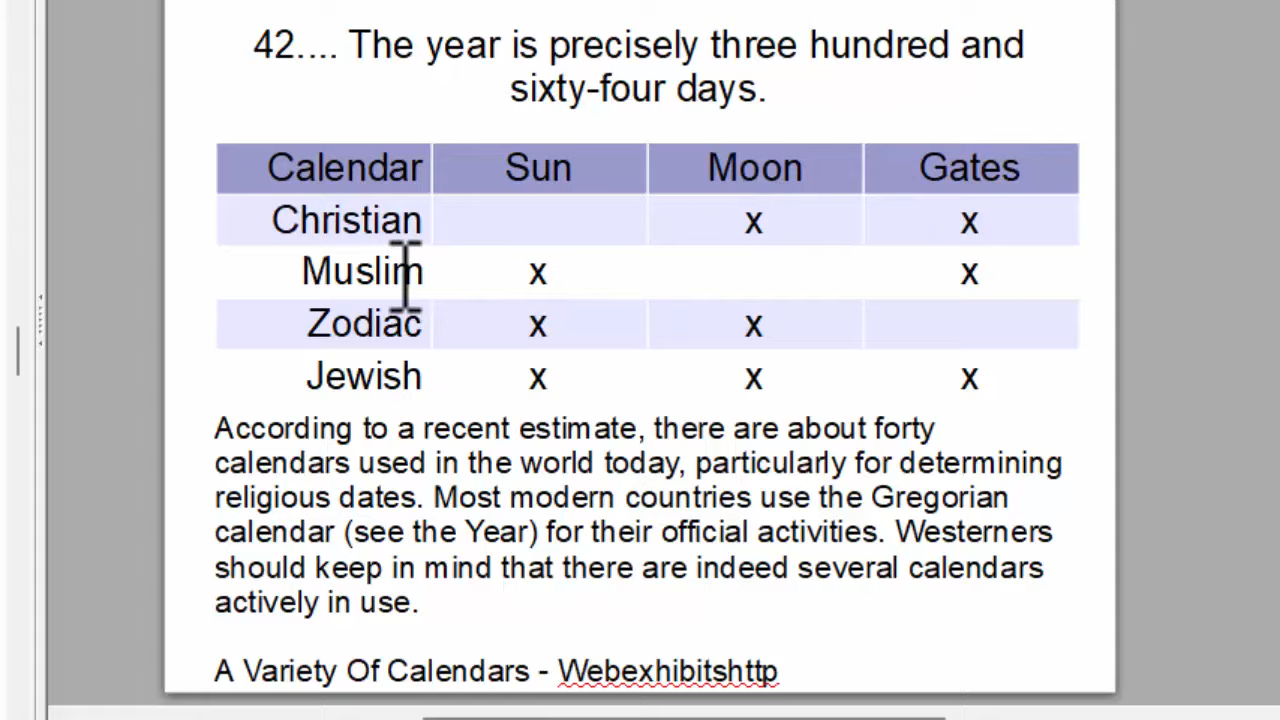 42.... The year is precisely three hundred and
sixty-four days.
Calendar Sun Moon Gates
Christian x x
Muslim x x
Zodiac x x
Jewish x x x
According to a recent estimate, there are about forty
calendars used in the world today, particularly for determining
religious dates. Most modern countries use the Gregorian
calendar (see the Year) for their official activities. Westerners
should keep in mind that there are indeed several calendars
actively in use.
A Variety Of Calendars - Webexhibitshttp